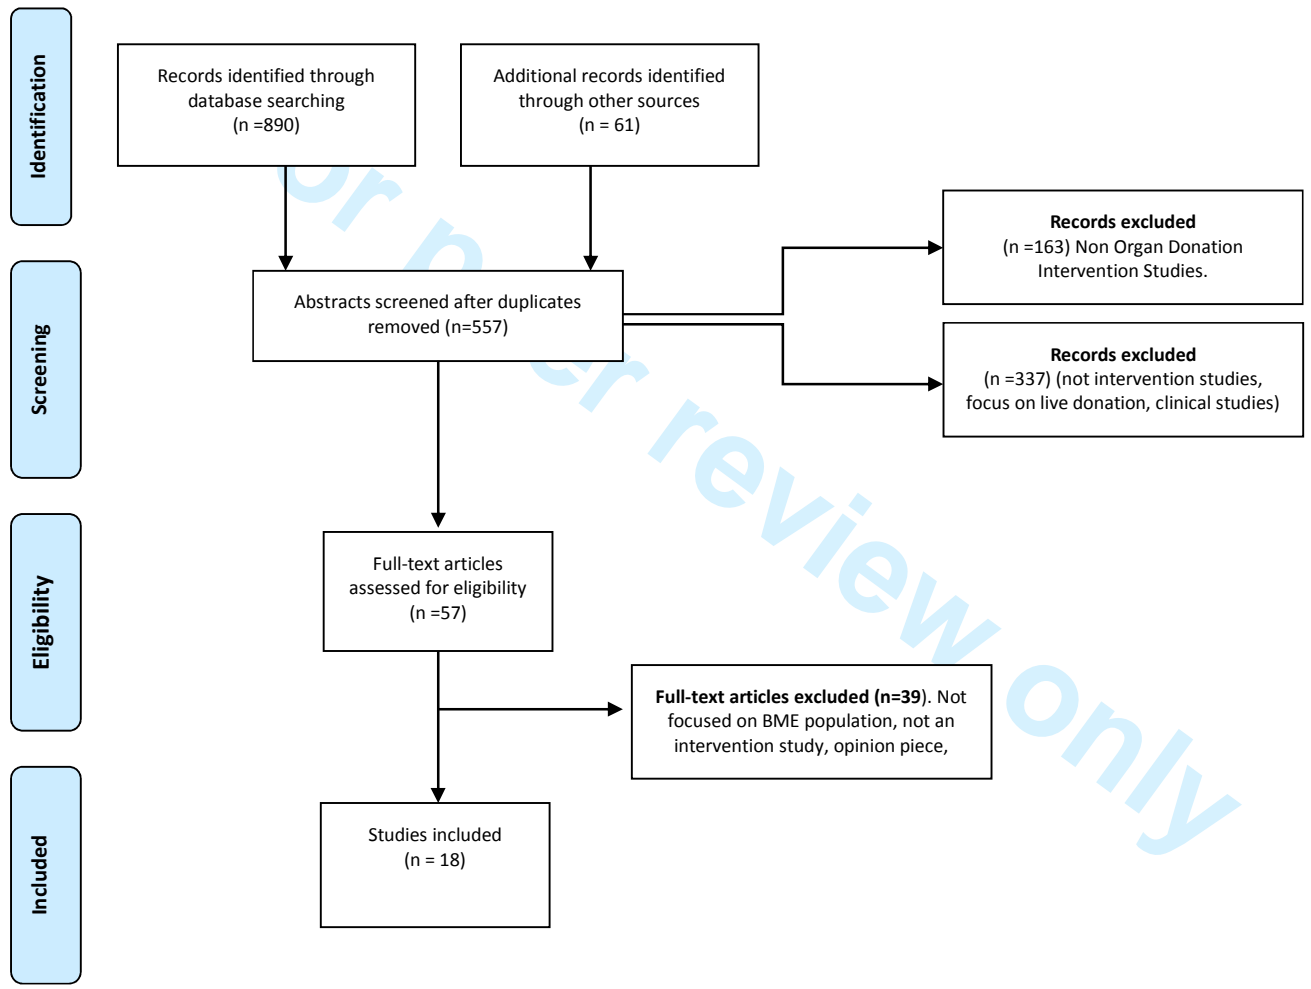 Identification
Records identified through
database searching
(n =890)
Additional records identified
through other sources
(n = 61)
Records excluded
(n =163) Non Organ Donation
Intervention Studies.
Screening
Abstracts screened after duplicates
removed (n=557)
Records excluded
(n =337) (not intervention studies,
focus on live donation, clinical studies)
Eligibility
Full-text articles
assessed for eligibility
(n =57)
Full-text articles excluded (n=39). Not
focused on BME population, not an
intervention study, opinion piece,
Included
Studies included
(n = 18)
or peer review only